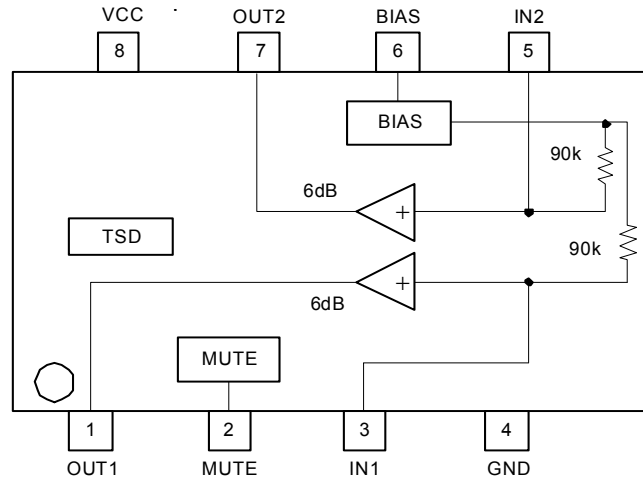 VCC
OUT2
BIAS
IN2
8
7
6
5
BIAS
90k
6dB
+
TSD
90k
+
6dB
MUTE
1
2
3
4
OUT1
MUTE
IN1
GND